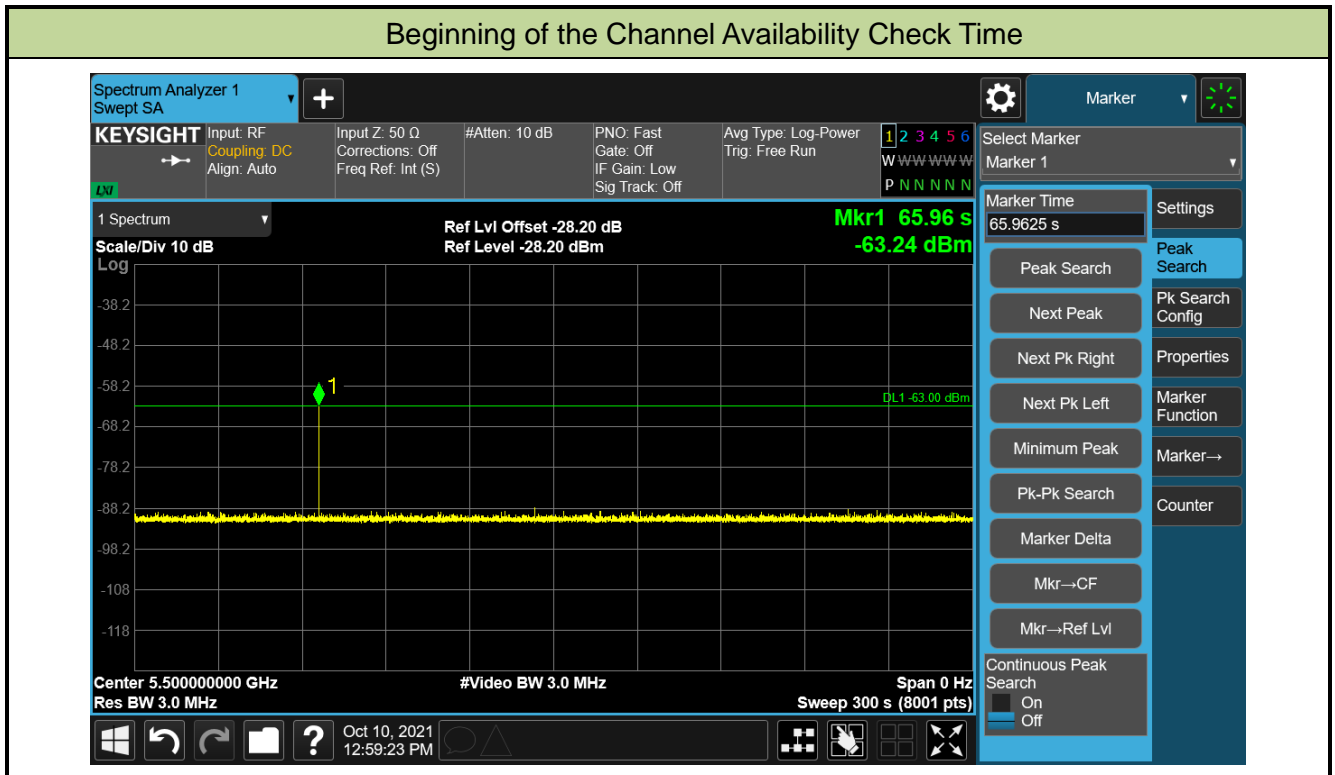 Beginning of the Channel Availability Check Time
Spectrum Analyzer 1
Swept SA
Marker
KEYSIGHT
LXI
Input: RF
Coupling: DC
Align: Auto
Input Z: 50 Ω
Corrections: Off
Freq Ref: Int (S)
#Atten: 10 dB
PNO: Fast
Gate: Off
IF Gain: Low
Sig Track: Off
Avg Type: Log-Power
Trig: Free Run
1 2 3 4 5 6
W W W W W W
P N N N N N
Select Marker
Marker 1
1 Spectrum
Scale/Div 10 dB
Log
Ref Lvl Offset -28.20 dB
Ref Level -28.20 dBm
Mkr1 65.96 s
-63.24 dBm
-38.2
-48.2
-58.2
-68.2
-78.2
-88.2
-98.2
-108
-118
1
DL1 -63.00 dBm
Center 5.500000000 GHz
Res BW 3.0 MHz
#Video BW 3.0 MHz
Span 0 Hz
Sweep 300 s (8001 pts)
Marker Time
65.9625 s
Peak Search
Next Peak
Next Pk Right
Next Pk Left
Minimum Peak
Pk-Pk Search
Marker Delta
Mkr→CF
Mkr→Ref Lvl
Continuous Peak
Search
On
Off
Settings
Peak
Search
Pk Search
Config
Properties
Marker
Function
Marker→
Counter
?
Oct 10, 2021
12:59:23 PM